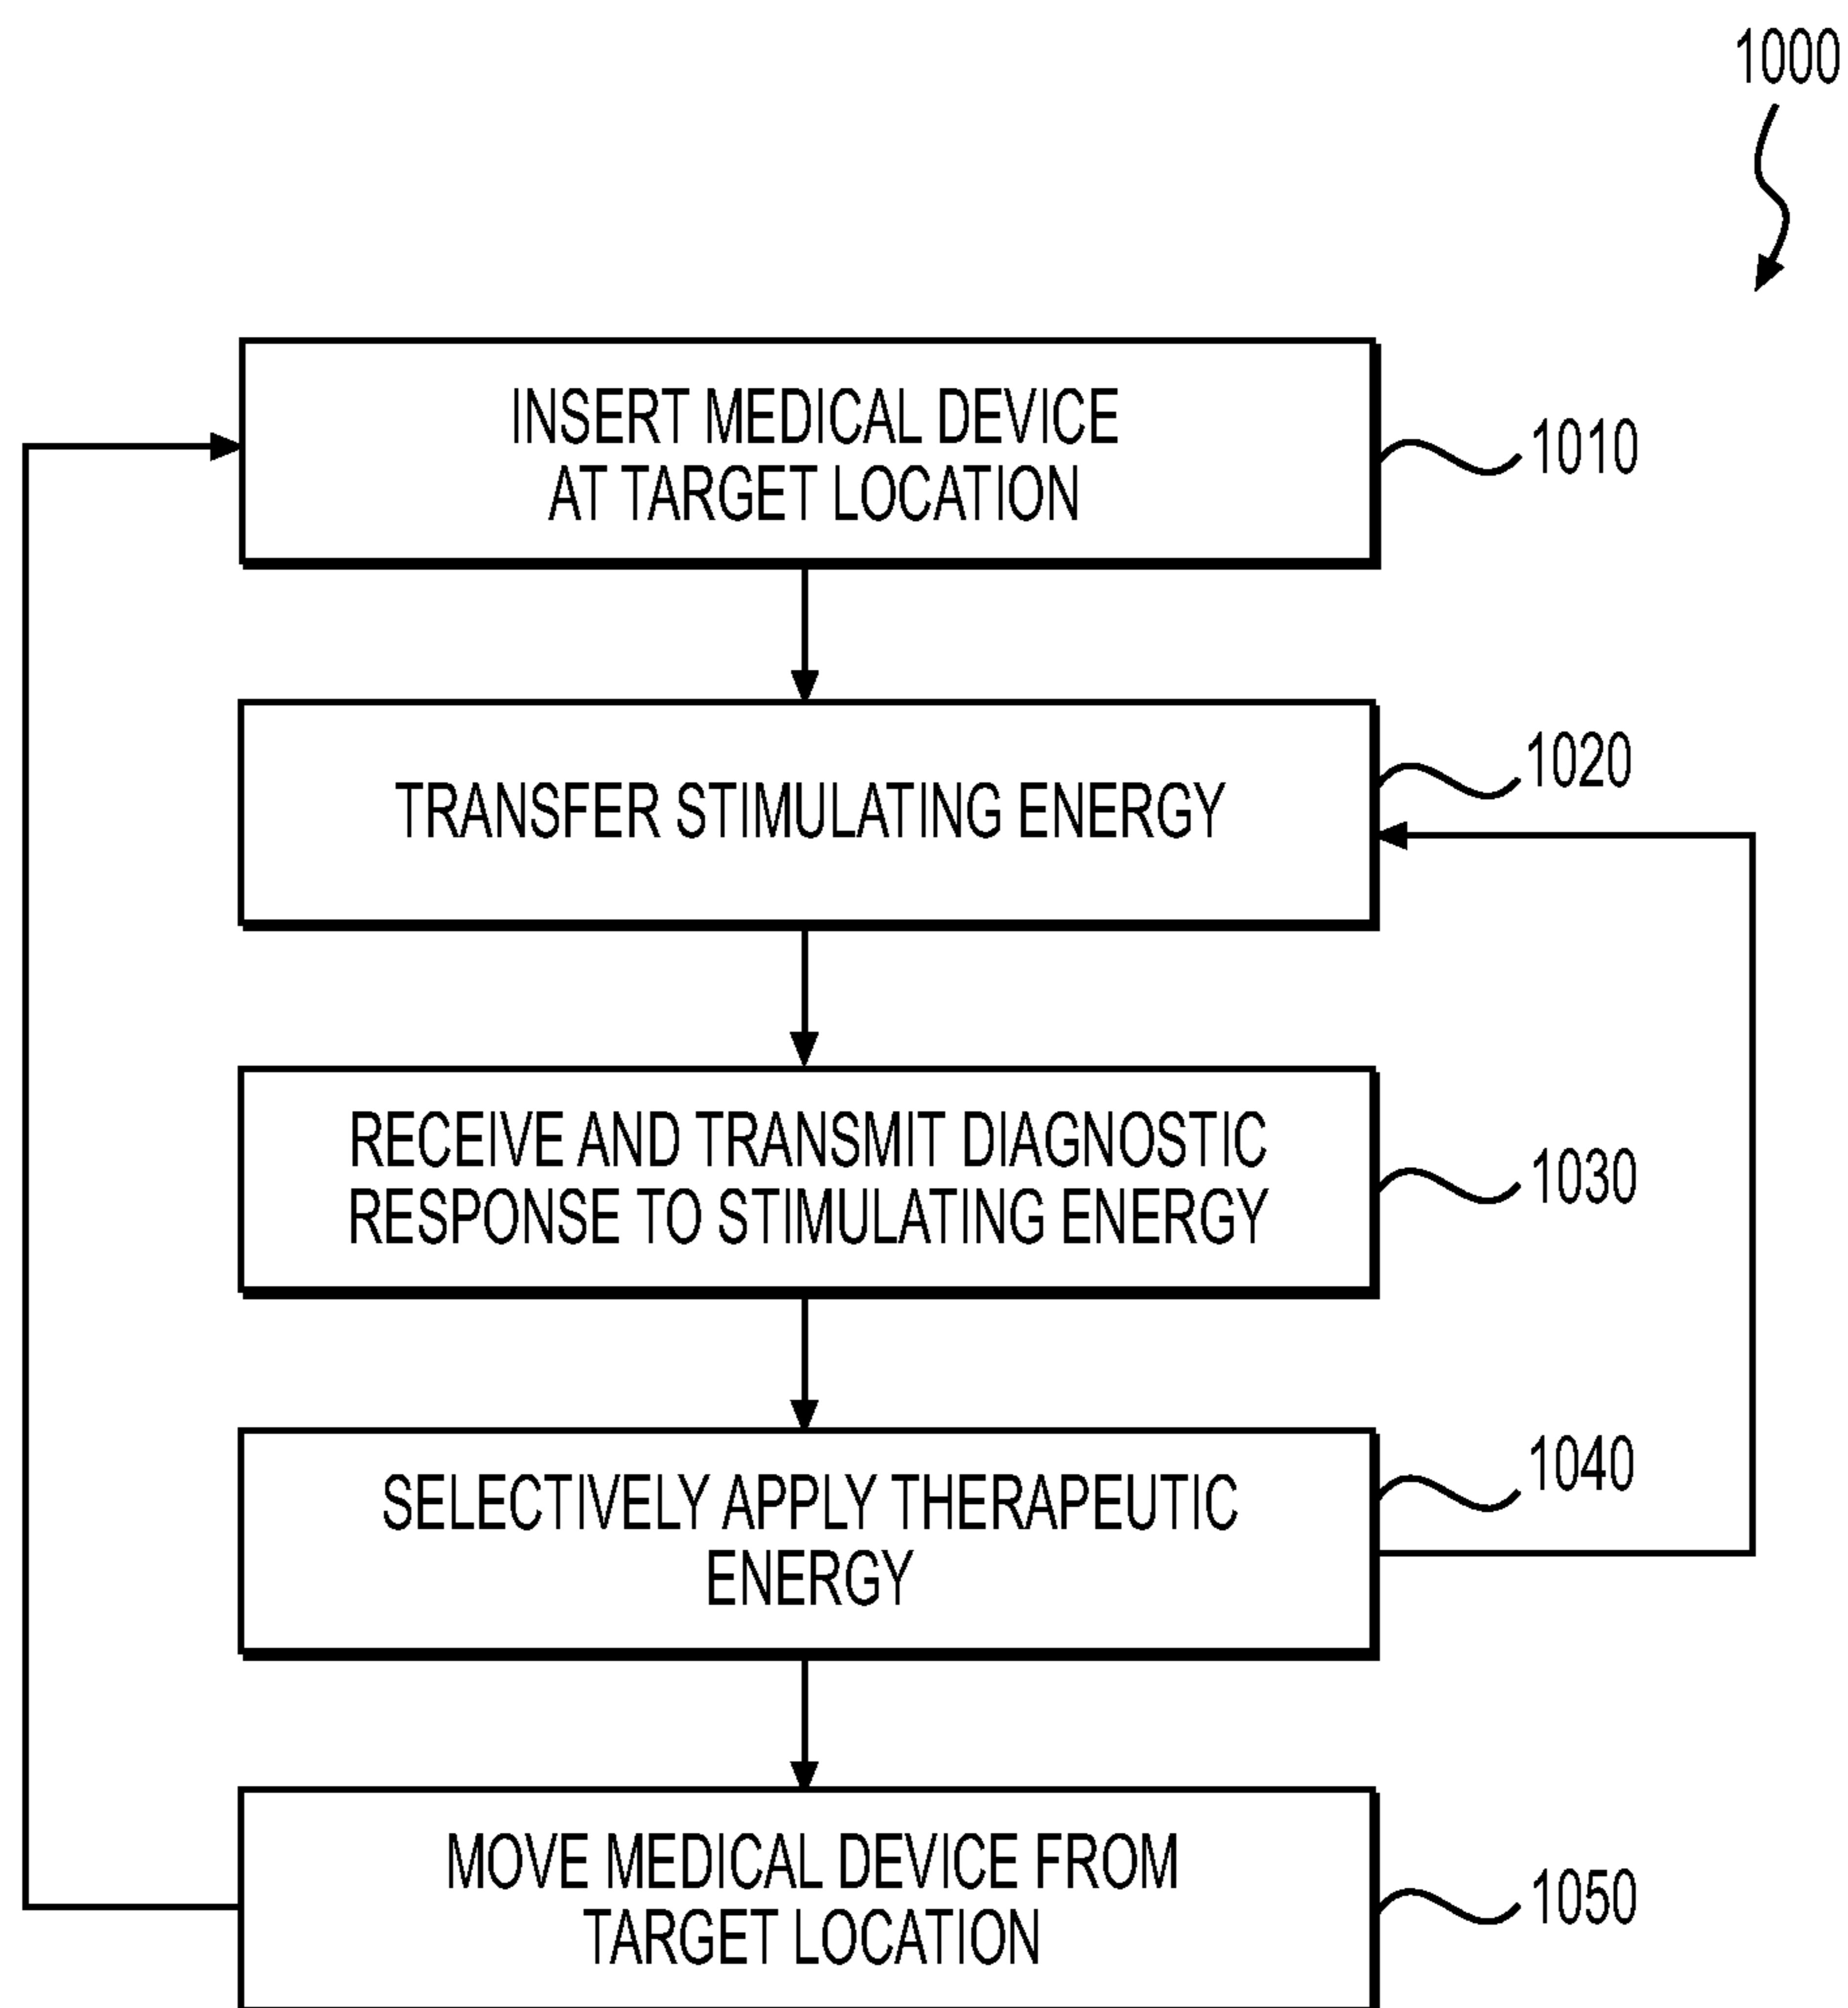 1000
INSERT MEDICAL DEVICE
AT TARGET LOCATION
1010
TRANSFER STIMULATING ENERGY
1020
RECEIVE AND TRANSMIT DIAGNOSTIC
RESPONSE TO STIMULATING ENERGY
1030
SELECTIVELY APPLY THERAPEUTIC
ENERGY
1040
MOVE MEDICAL DEVICE FROM
TARGET LOCATION
1050